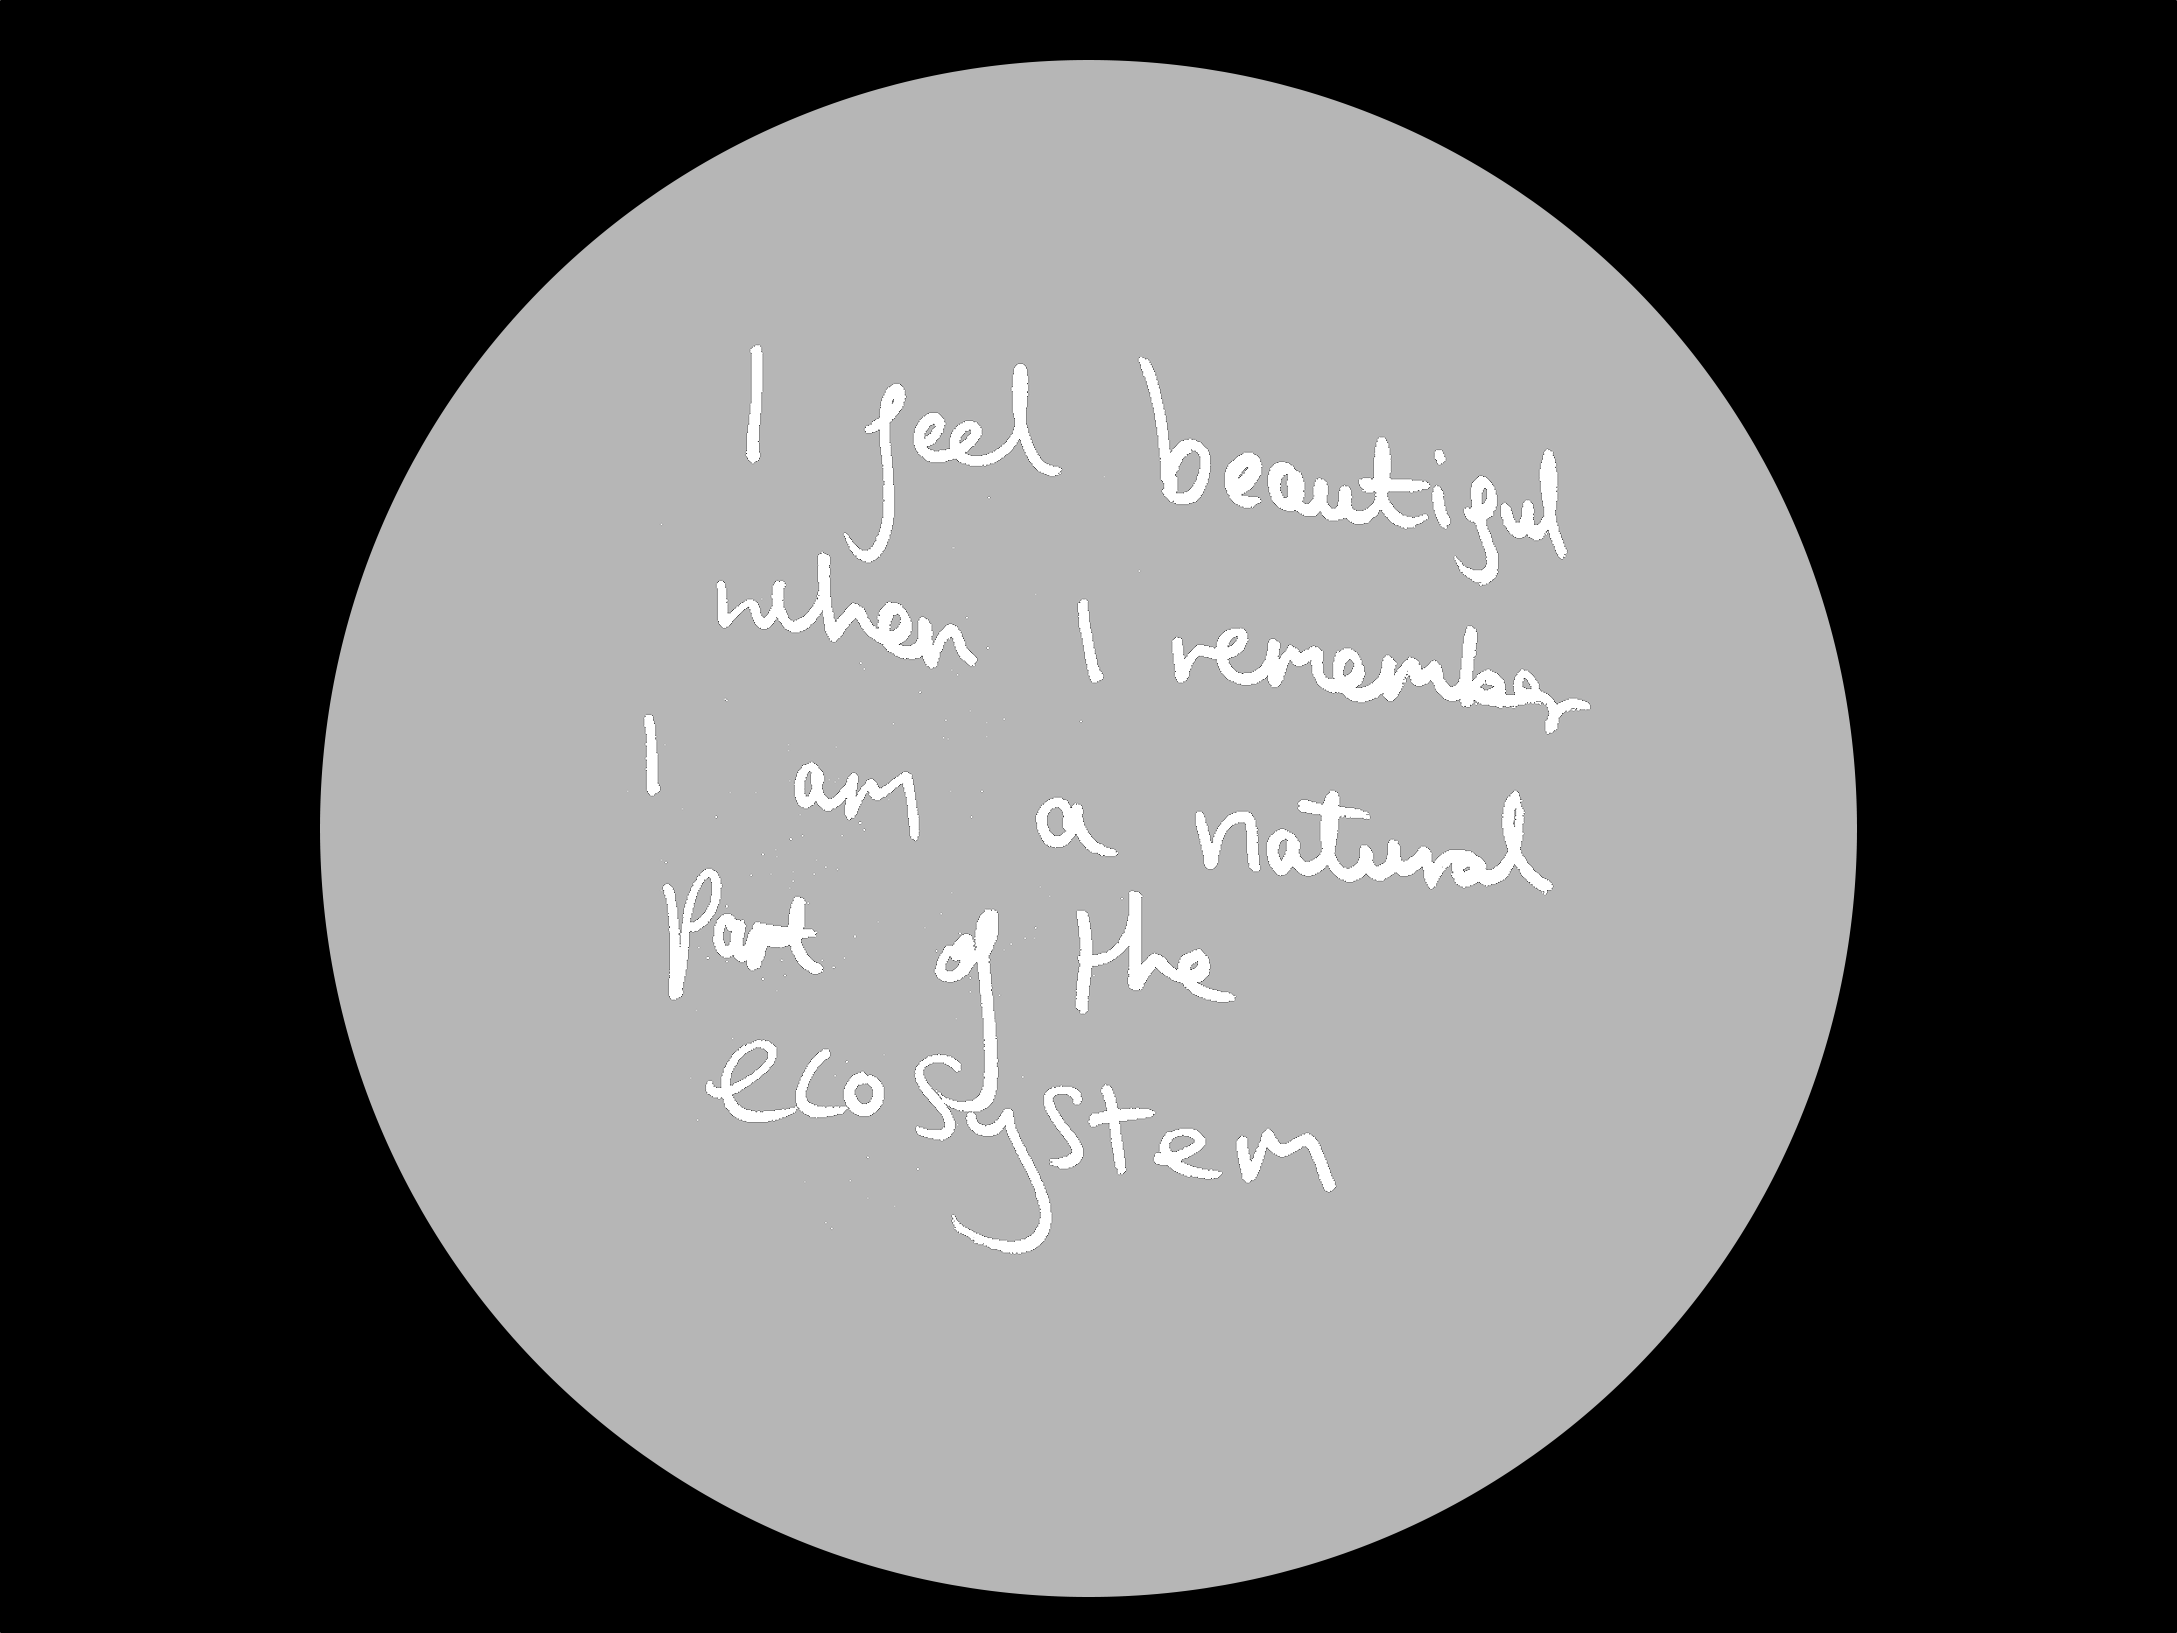 I feel beautiful
when I remember
I am a natural
part of the
ecosystem